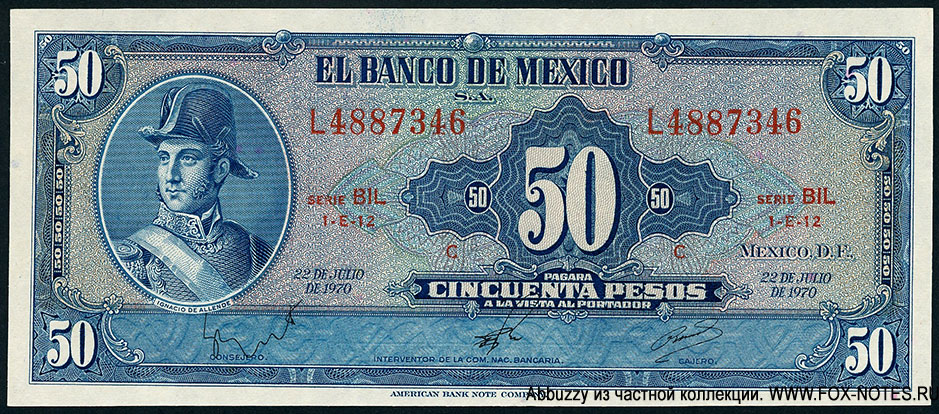 50 50
50 EL BANCO DE MEXICO 50
S.A.
L4887346 L4887346
50
50 50
SERIE BIL SERIE BIL
1-E-12 1-E-12
C C
MEXICO, D. F.,
22 DE JULIO 22 DE JULIO
DE 1970 DE 1970
PAGARA
CINCUENTA PESOS
A LA VISTA AL PORTADOR
IGNACIO DE ALLENDE
50 50
CONSEJERO. INTERVENTOR DE LA COM. NAC. BANCARIA. CAJERO.
AMERICAN BANK NOTE
Abbuzzy из частной коллекции. WWW.FOX-NOTES.RU